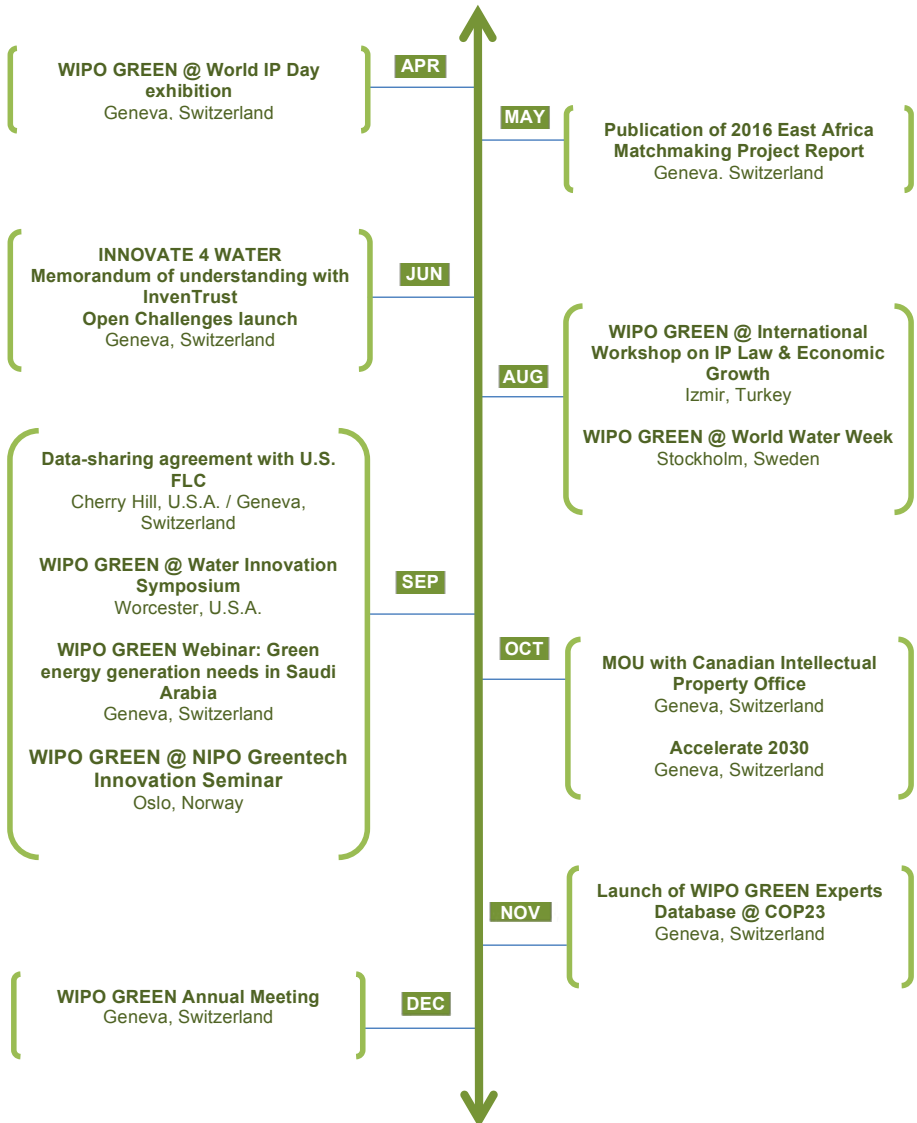 APR
WIPO GREEN @ World IP Day
exhibition
Geneva, Switzerland
MAY
Publication of 2016 East Africa
Matchmaking Project Report
Geneva. Switzerland
JUN
INNOVATE 4 WATER
Memorandum of understanding with
InvenTrust
Open Challenges launch
Geneva, Switzerland
AUG
WIPO GREEN @ International
Workshop on IP Law & Economic
Growth
Izmir, Turkey
WIPO GREEN @ World Water Week
Stockholm, Sweden
SEP
Data-sharing agreement with U.S.
FLC
Cherry Hill, U.S.A. / Geneva,
Switzerland
WIPO GREEN @ Water Innovation
Symposium
Worcester, U.S.A.
WIPO GREEN Webinar: Green
energy generation needs in Saudi
Arabia
Geneva, Switzerland
WIPO GREEN @ NIPO Greentech
Innovation Seminar
Oslo, Norway
OCT
MOU with Canadian Intellectual
Property Office
Geneva, Switzerland
Accelerate 2030
Geneva, Switzerland
NOV
Launch of WIPO GREEN Experts
Database @ COP23
Geneva, Switzerland
DEC
WIPO GREEN Annual Meeting
Geneva, Switzerland